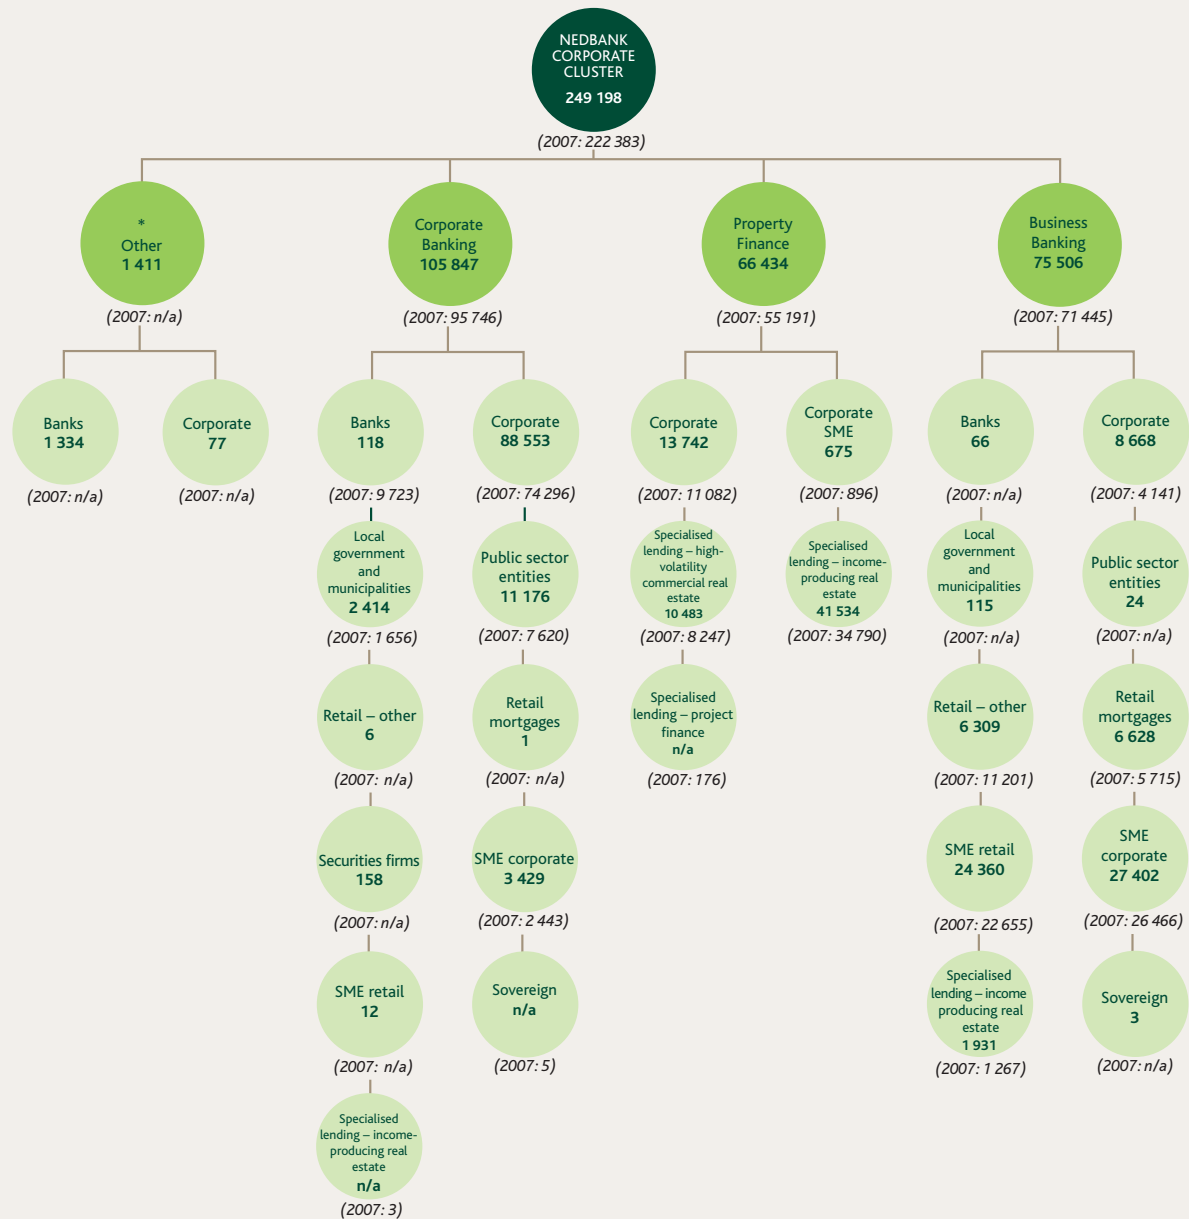 NEDBANK
CORPORATE
CLUSTER
249 198
(2007: 222 383)
*
Other
1 411
(2007: n/a)
Corporate
Banking
105 847
(2007: 95 746)
Property
Finance
66 434
(2007: 55 191)
Business
Banking
75 506
(2007: 71 445)
Banks
1 334
(2007: n/a)
Corporate
77
(2007: n/a)
Banks
118
(2007: 9 723)
Corporate
88 553
(2007: 74 296)
Corporate
13 742
(2007: 11 082)
Corporate
SME
675
(2007: 896)
Banks
66
(2007: n/a)
Corporate
8 668
(2007: 4 141)
Local
government
and
municipalities
2 414
(2007: 1 656)
Public sector
entities
11 176
(2007: 7 620)
Specialised
lending – high-
volatility
commercial real
estate
10 483
(2007: 8 247)
Specialised
lending – income-
producing real
estate
41 534
(2007: 34 790)
Local
government
and
municipalities
115
(2007: n/a)
Public sector
entities
24
(2007: n/a)
Retail – other
6
(2007: n/a)
Retail
mortgages
1
(2007: n/a)
Specialised
lending – project
finance
n/a
(2007: 176)
Retail – other
6 309
(2007: 11 201)
Retail
mortgages
6 628
(2007: 5 715)
Securities firms
158
(2007: n/a)
SME corporate
3 429
(2007: 2 443)
SME retail
24 360
(2007: 22 655)
SME
corporate
27 402
(2007: 26 466)
SME retail
12
(2007: n/a)
Sovereign
n/a
(2007: 5)
Specialised
lending – income
producing real
estate
1 931
(2007: 1 267)
Sovereign
3
(2007: n/a)
Specialised
lending – income-
producing real
estate
n/a
(2007: 3)